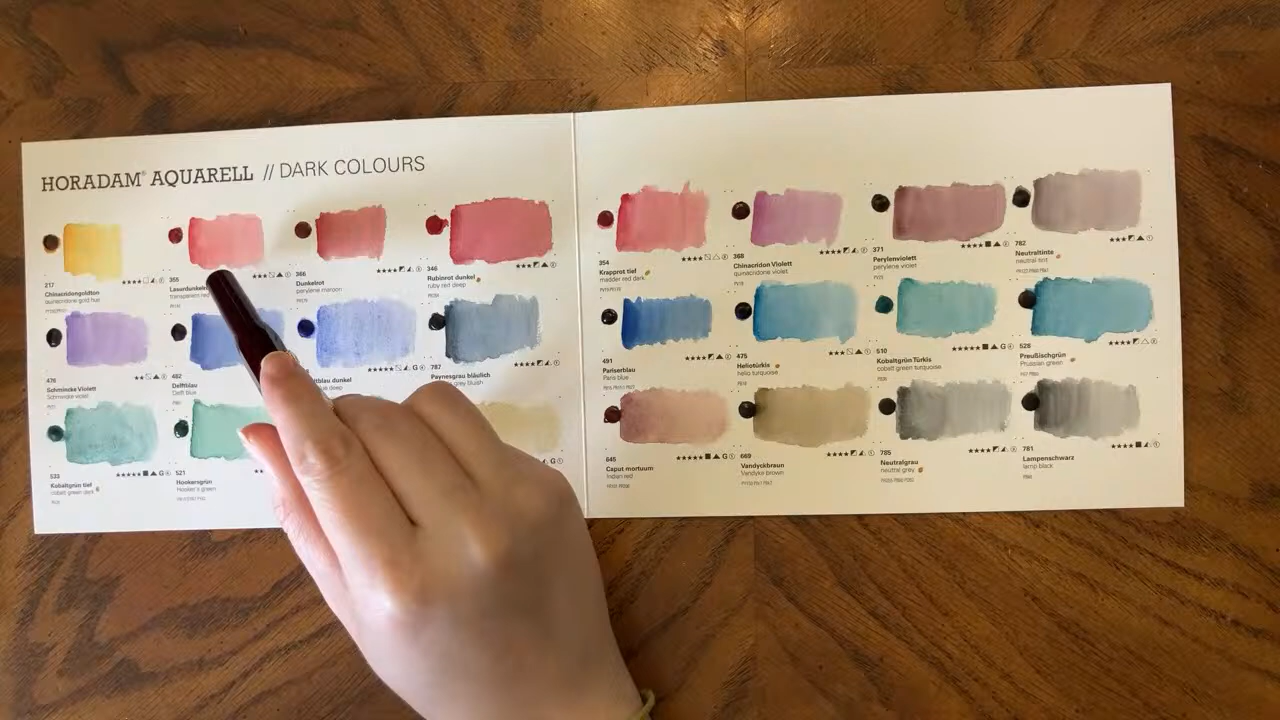 HORADAM® AQUARELL // DARK COLOURS
217
Chinacridongoldton
quinacridone gold hue
355
transparent red
366
Dunkelrot
perylene maroon
346
Rubinrot dunkel
ruby red deep
354
Krapprot tief
madder red dark
368
Chinacridon Violett
quinacridone violet
371
Perylenviolett
perylene violet
782
Neutraltinte
neutral tint
476
Schmincke Violett
Schmincke violet
482
Delftblau
Delft blue
787
Paynesgrau bläulich
grey bluish
491
Pariserblau
Paris blue
475
Heliotürkis
helio turquoise
510
Kobaltgrün Türkis
cobalt green turquoise
528
Preußischgrün
Prussian green
533
Kobaltgrün tief
cobalt green dark
521
Hookersgrün
Hooker's green
645
Caput mortuum
Indian red
669
Vandyckbraun
Vandyke brown
785
Neutralgrau
neutral grey
781
Lampenschwarz
lamp black